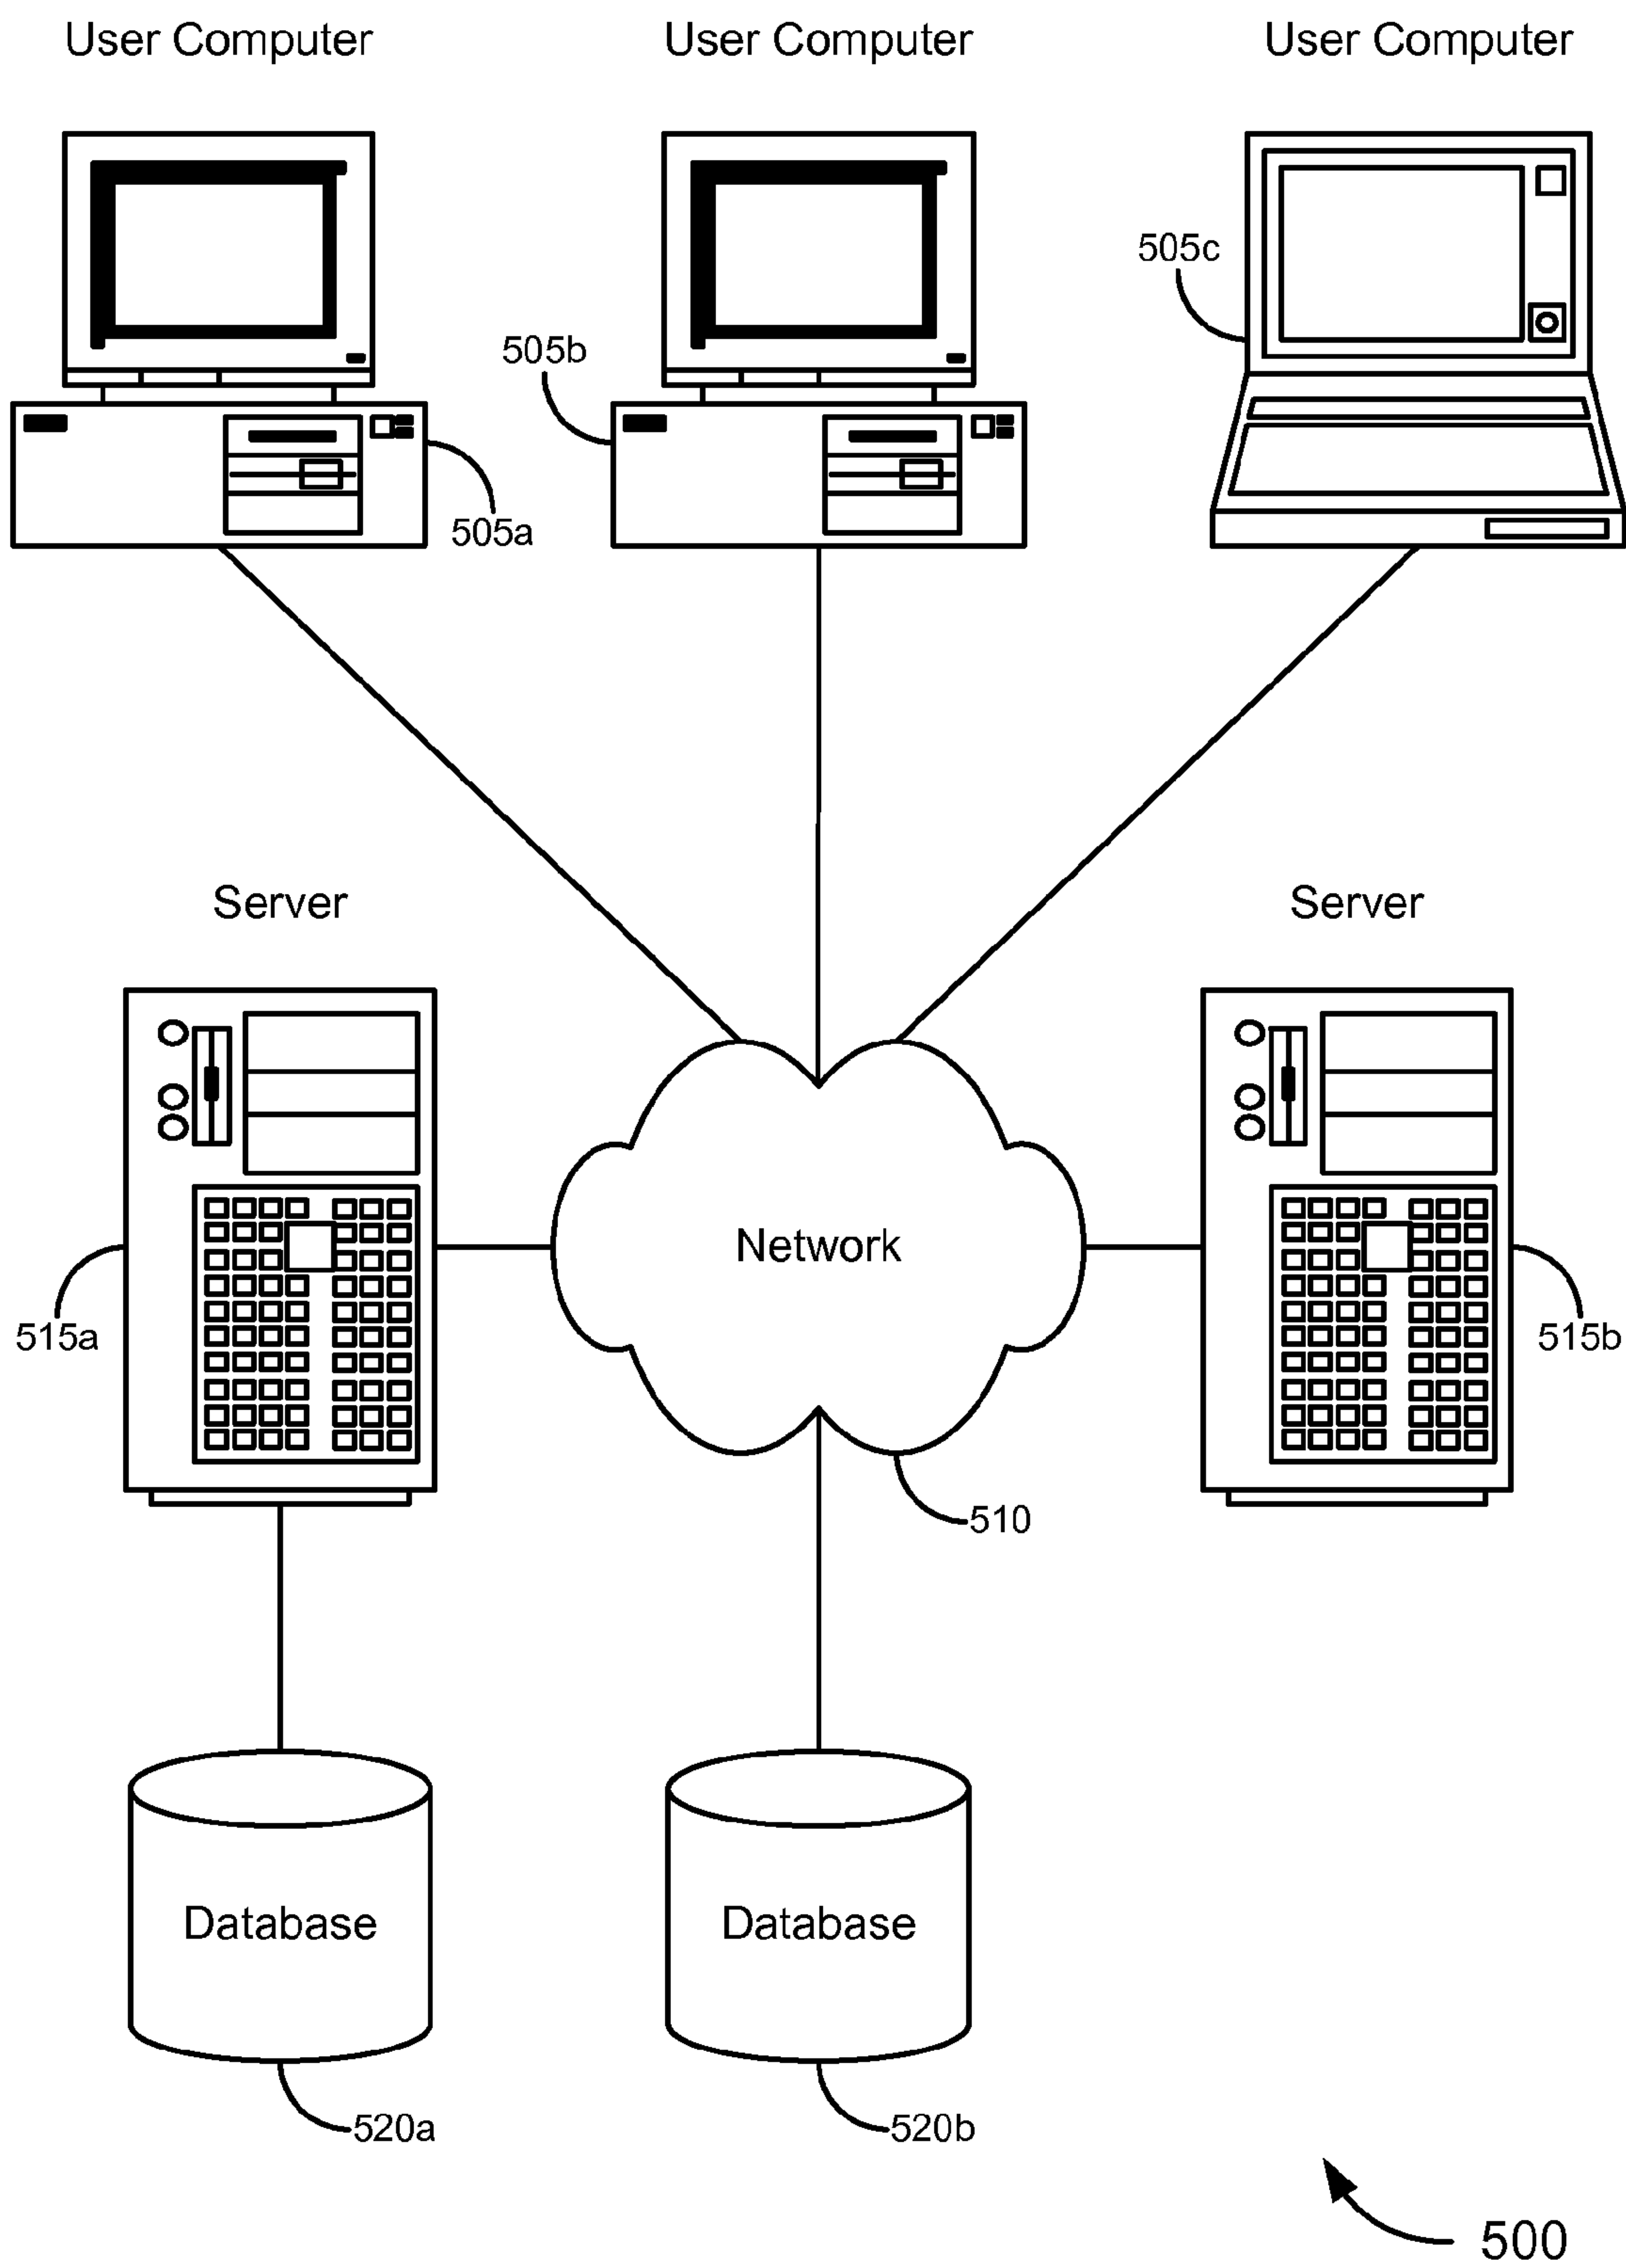 User Computer
User Computer
User Computer
505c
505b
505a
Server
Server
Network
515a
515b
510
Database
Database
520a
520b
500